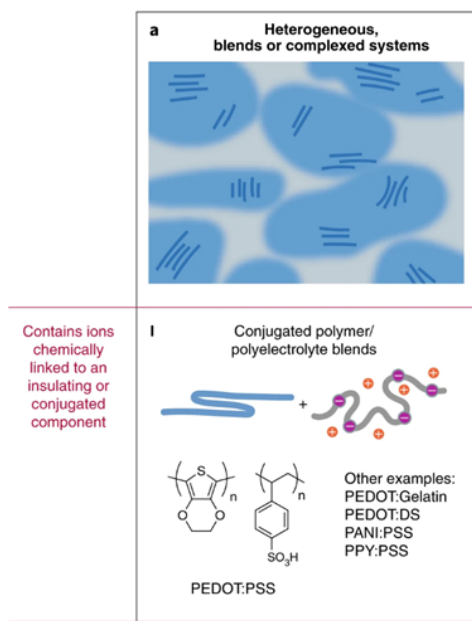 a
Heterogeneous,
blends or complexed systems
Contains ions
chemically
linked to an
insulating or
conjugated
component
I
Conjugated polymer/
polyelectrolyte blends
+
+
+
+
+
−
−
−
−
S
n
O
O
n
SO3H
PEDOT:PSS
Other examples:
PEDOT:Gelatin
PEDOT:DS
PANI:PSS
PPY:PSS